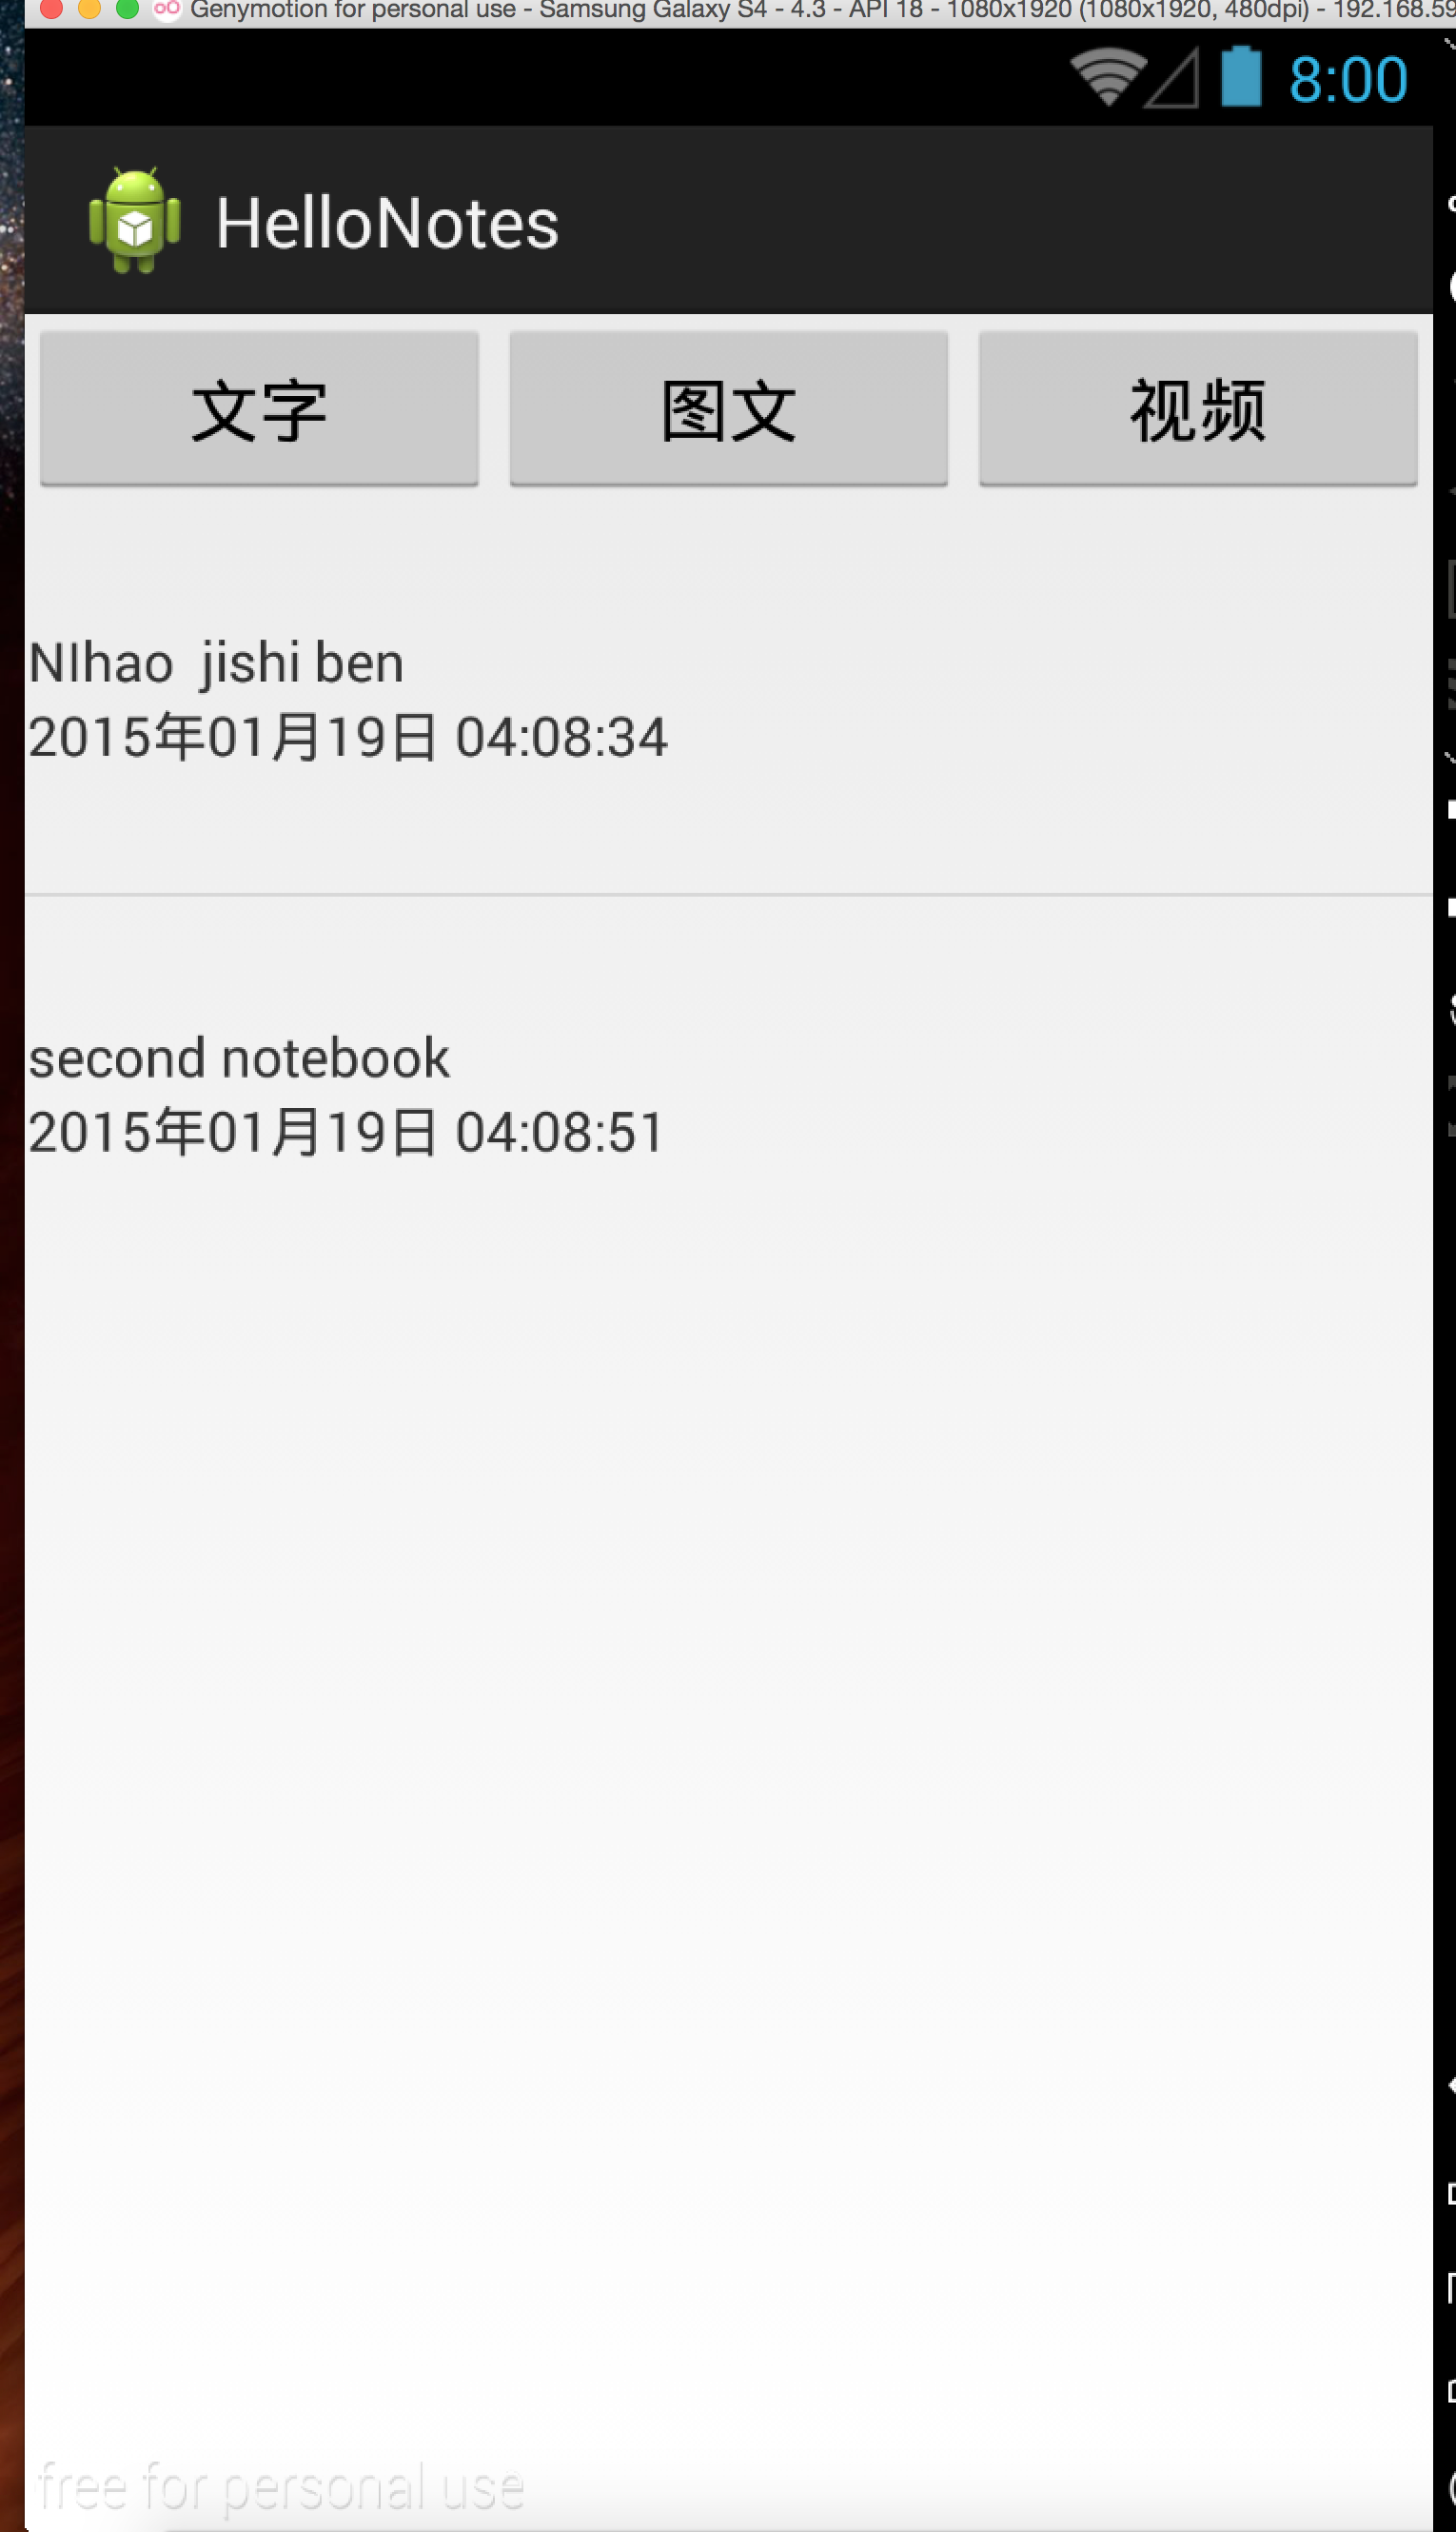 Genymotion for personal use - Samsung Galaxy S4 - 4.3 - API 18 - 1080x1920 (1080x1920, 480dpi) - 192.168.59
8:00
HelloNotes
文字 图文 视频
NIhao  jishi ben
2015年01月19日 04:08:34
second notebook
2015年01月19日 04:08:51
free for personal use